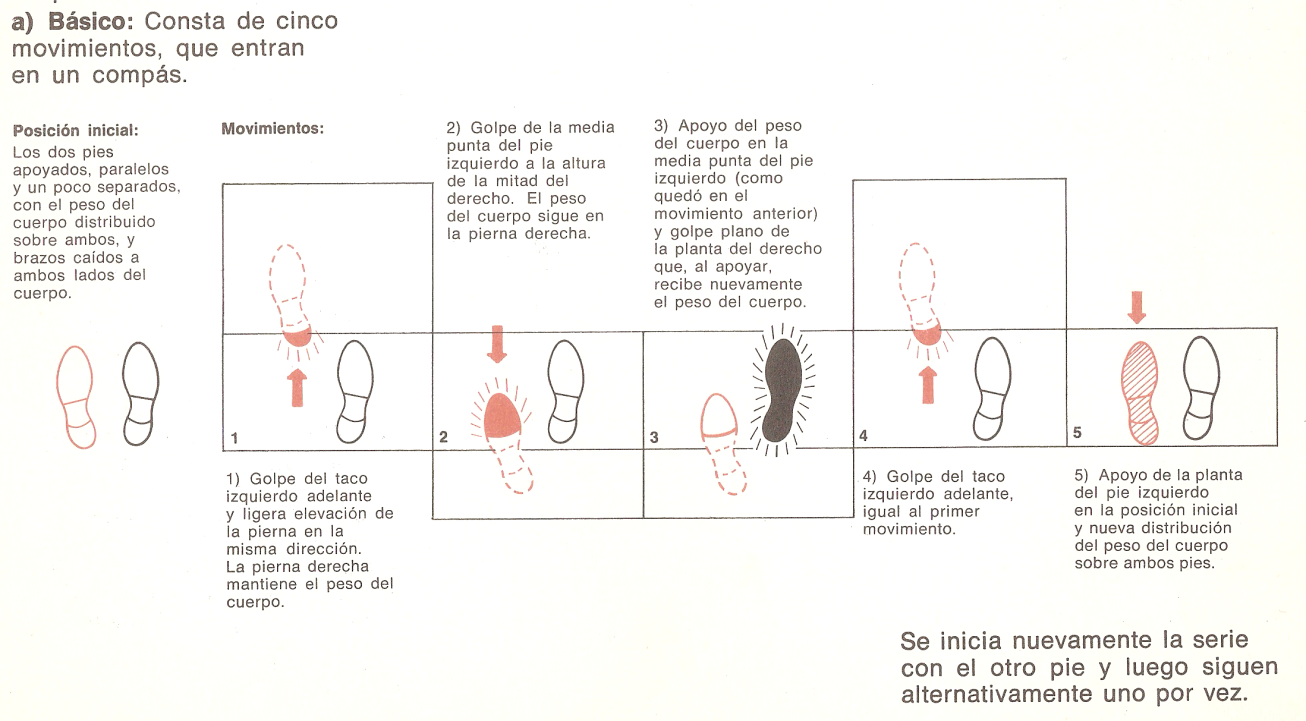 a) Básico: Consta de cinco
movimientos, que entran
en un compás.
Posición inicial:
Los dos pies
apoyados, paralelos
y un poco separados,
con el peso del
cuerpo distribuido
sobre ambos, y
brazos caídos a
ambos lados del
cuerpo.
Movimientos:
1
1) Golpe del taco
izquierdo adelante
y ligera elevación de
la pierna en la
misma dirección.
La pierna derecha
mantiene el peso del
cuerpo.
2) Golpe de la media
punta del pie
izquierdo a la altura
de la mitad del
derecho. El peso
del cuerpo sigue en
la pierna derecha.
2
3) Apoyo del peso
del cuerpo en la
media punta del pie
izquierdo (como
quedó en el
movimiento anterior)
y golpe plano de
la planta del derecho
que, al apoyar,
recibe nuevamente
el peso del cuerpo.
3
4
4) Golpe del taco
izquierdo adelante,
igual al primer
movimiento.
5
5) Apoyo de la planta
del pie izquierdo
en la posición inicial
y nueva distribución
del peso del cuerpo
sobre ambos pies.
Se inicia nuevamente la serie
con el otro pie y luego siguen
alternativamente uno por vez.